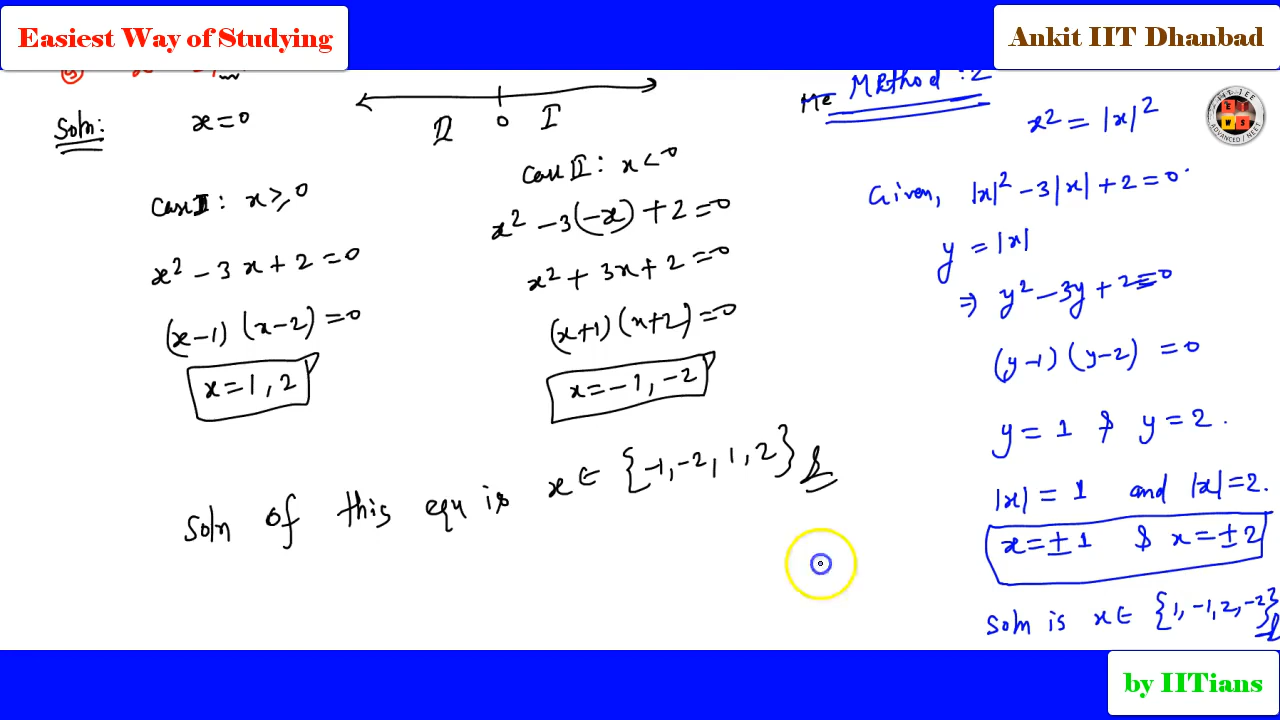 Easiest Way of Studying
Ankit IIT Dhanbad
Soln:
x=0
II 0 I
Case I: x≥0
x² - 3x + 2 = 0
(x-1) (x-2) = 0
x = 1, 2
Case II: x<0
x² - 3(-x) + 2 = 0
x² + 3x + 2 = 0
(x+1) (x+2) = 0
x = -1, -2
Soln of this equ is x ∈ {-1, -2, 1, 2}
Me Method : 2
x² = |x|²
Given, |x|² - 3|x| + 2 = 0.
y = |x|
⇒ y² - 3y + 2 = 0
(y-1) (y-2) = 0
y = 1 & y = 2.
|x| = 1 and |x| = 2.
x = ±1 & x = ±2
Soln is x ∈ {1, -1, 2, -2}
by IITians